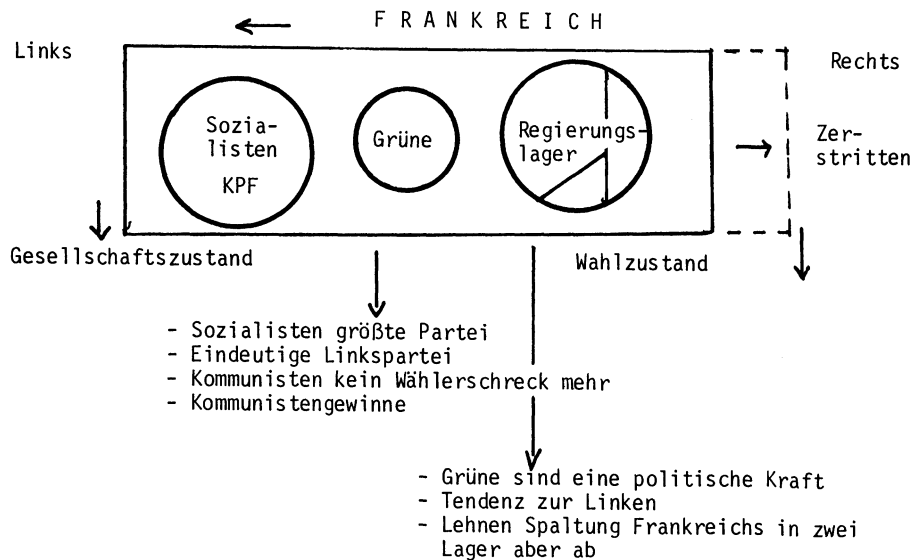 F R A N K R E I C H
Links
Rechts
Sozia-
listen
KPF
Grüne
Regierungs-
lager
Zer-
stritten
Gesellschaftszustand
Wahlzustand
- Sozialisten größte Partei
- Eindeutige Linkspartei
- Kommunisten kein Wählerschreck mehr
- Kommunistengewinne
- Grüne sind eine politische Kraft
- Tendenz zur Linken
- Lehnen Spaltung Frankreichs in zwei
Lager aber ab